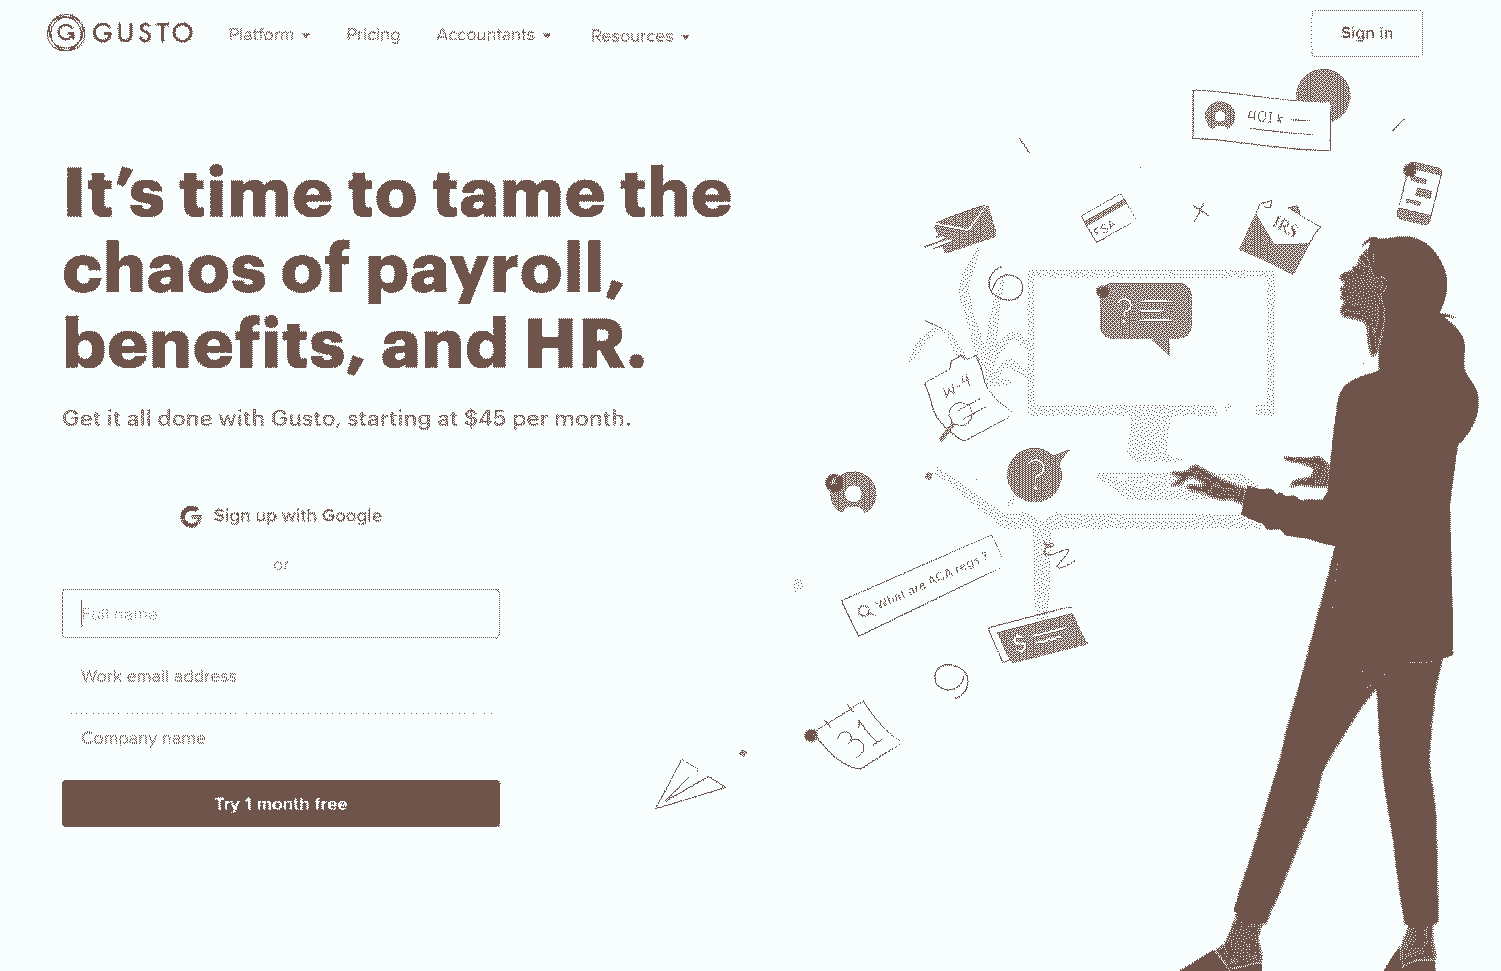 G GUSTO
Platform
Pricing
Accountants
Resources
Sign in
It's time to tame the
chaos of payroll,
benefits, and HR.
Get it all done with Gusto, starting at $45 per month.
G Sign up with Google
or
Full name
Work email address
Company name
Try 1 month free
401k
FSA
IRS
?
W-4
?
What are ACA regs?
$
31